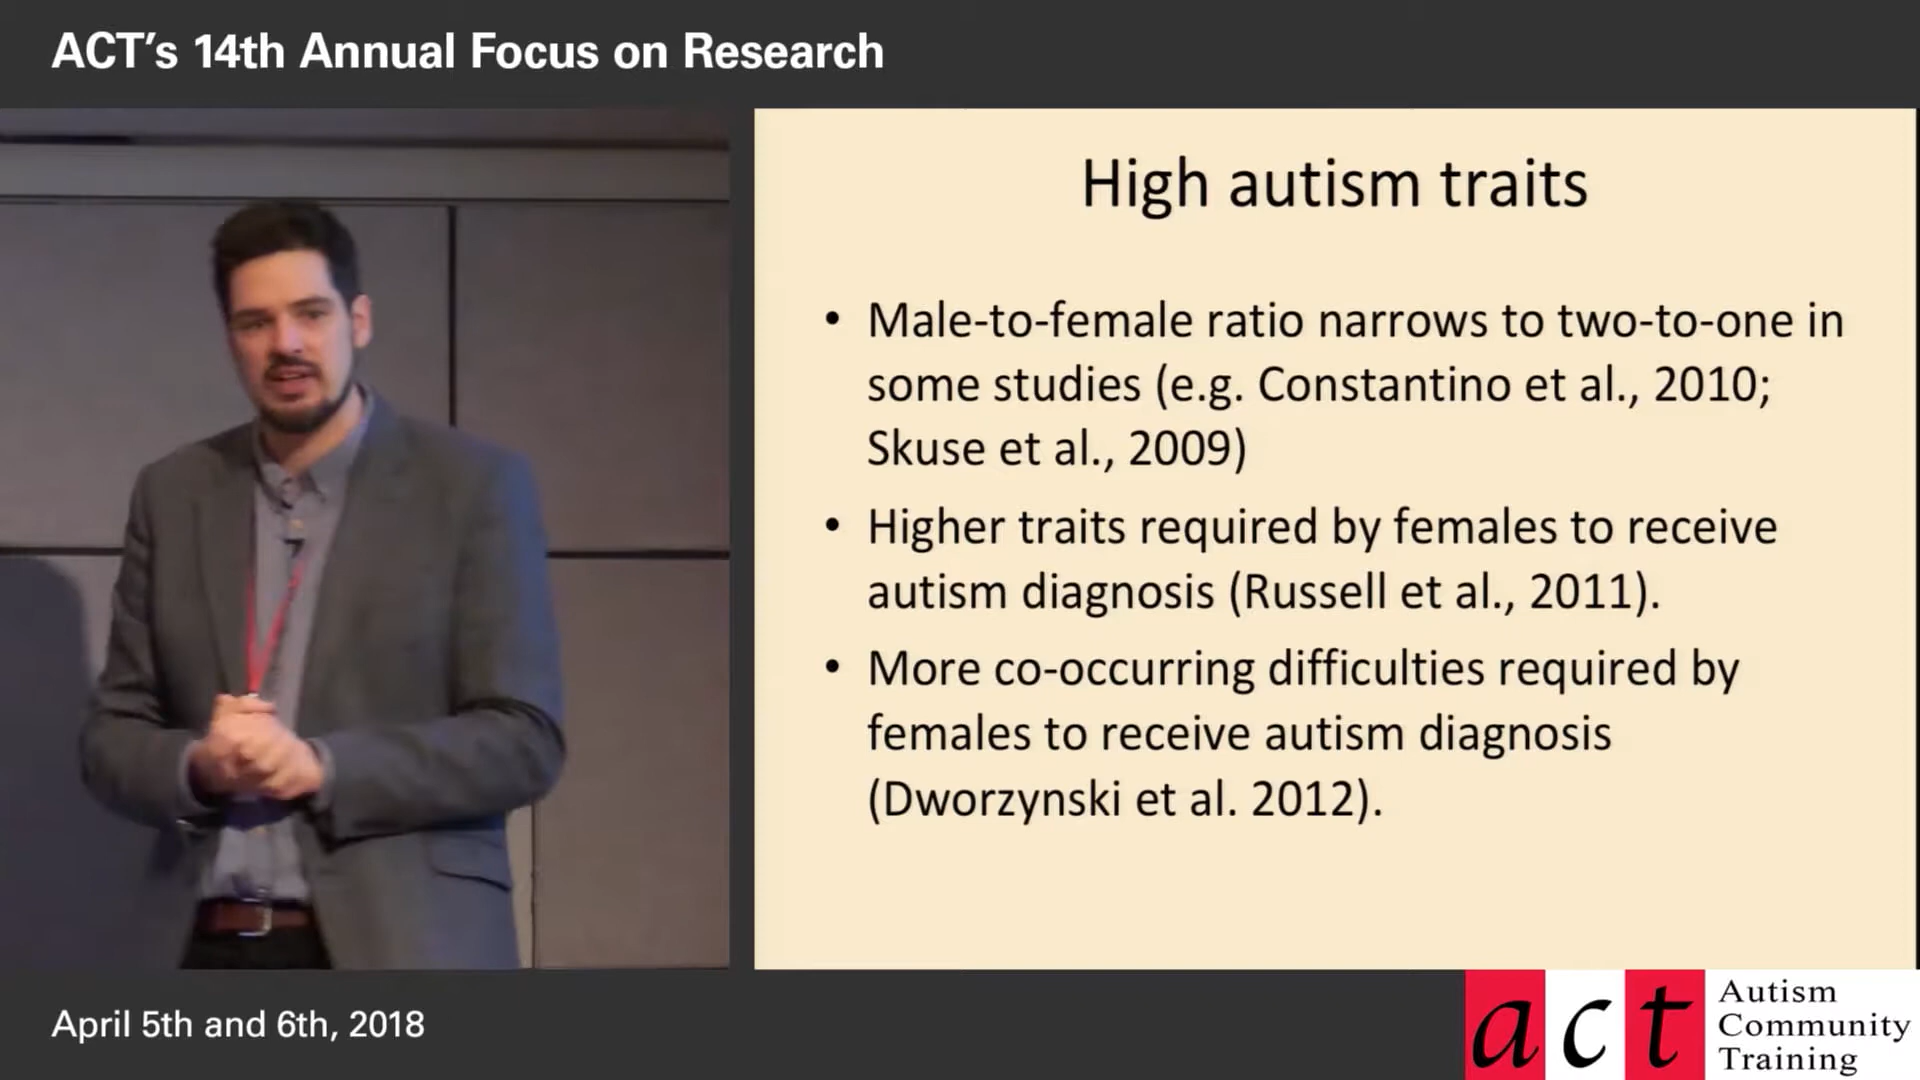 ACT's 14th Annual Focus on Research
High autism traits
• Male-to-female ratio narrows to two-to-one in
some studies (e.g. Constantino et al., 2010;
Skuse et al., 2009)
• Higher traits required by females to receive
autism diagnosis (Russell et al., 2011).
• More co-occurring difficulties required by
females to receive autism diagnosis
(Dworzynski et al. 2012).
April 5th and 6th, 2018
act
Autism
Community
Training